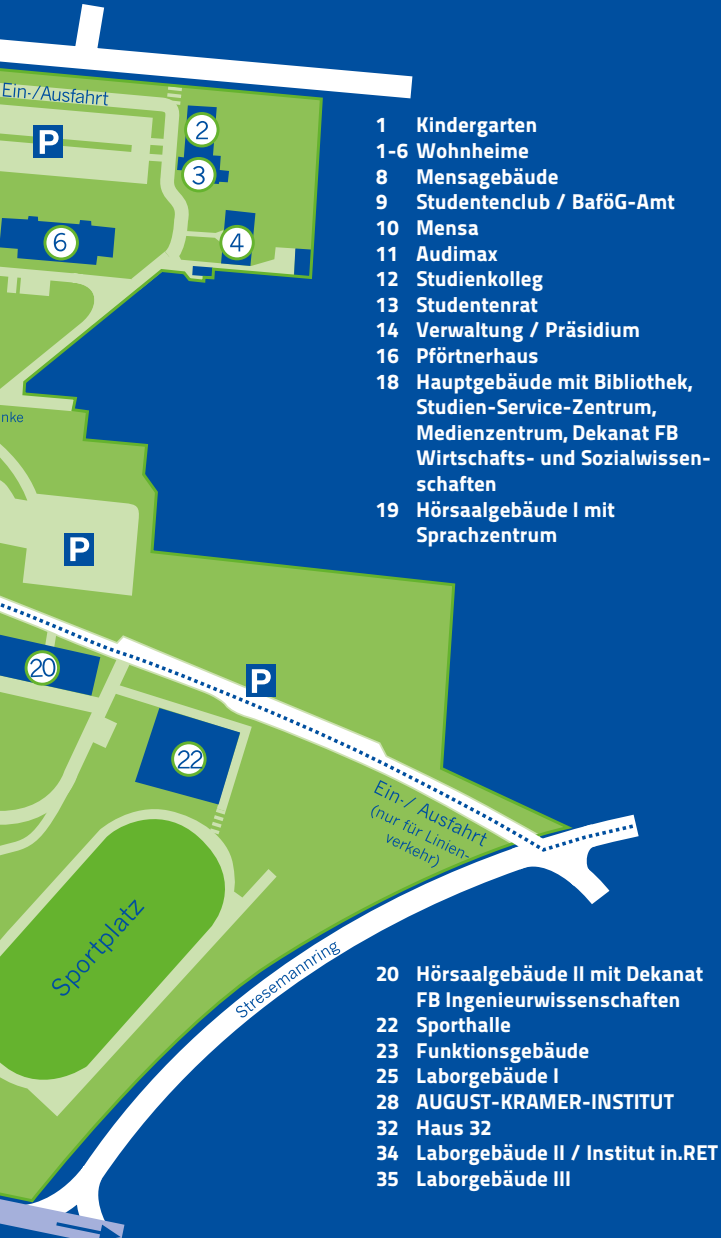 Ein-/Ausfahrt
P
2
3
4
6
1 Kindergarten
1-6 Wohnheime
8 Mensagebäude
9 Studentenclub / BaföG-Amt
10 Mensa
11 Audimax
12 Studienkolleg
13 Studentenrat
14 Verwaltung / Präsidium
16 Pförtnerhaus
18 Hauptgebäude mit Bibliothek,
Studien-Service-Zentrum,
Medienzentrum, Dekanat FB
Wirtschafts- und Sozialwissen-
schaften
19 Hörsaalgebäude I mit
Sprachzentrum
nke
P
20
P
22
Ein-/ Ausfahrt
(nur für Linien-
verkehr)
Sportplatz
Stresemannring
20 Hörsaalgebäude II mit Dekanat
FB Ingenieurwissenschaften
22 Sporthalle
23 Funktionsgebäude
25 Laborgebäude I
28 AUGUST-KRAMER-INSTITUT
32 Haus 32
34 Laborgebäude II / Institut in.RET
35 Laborgebäude III